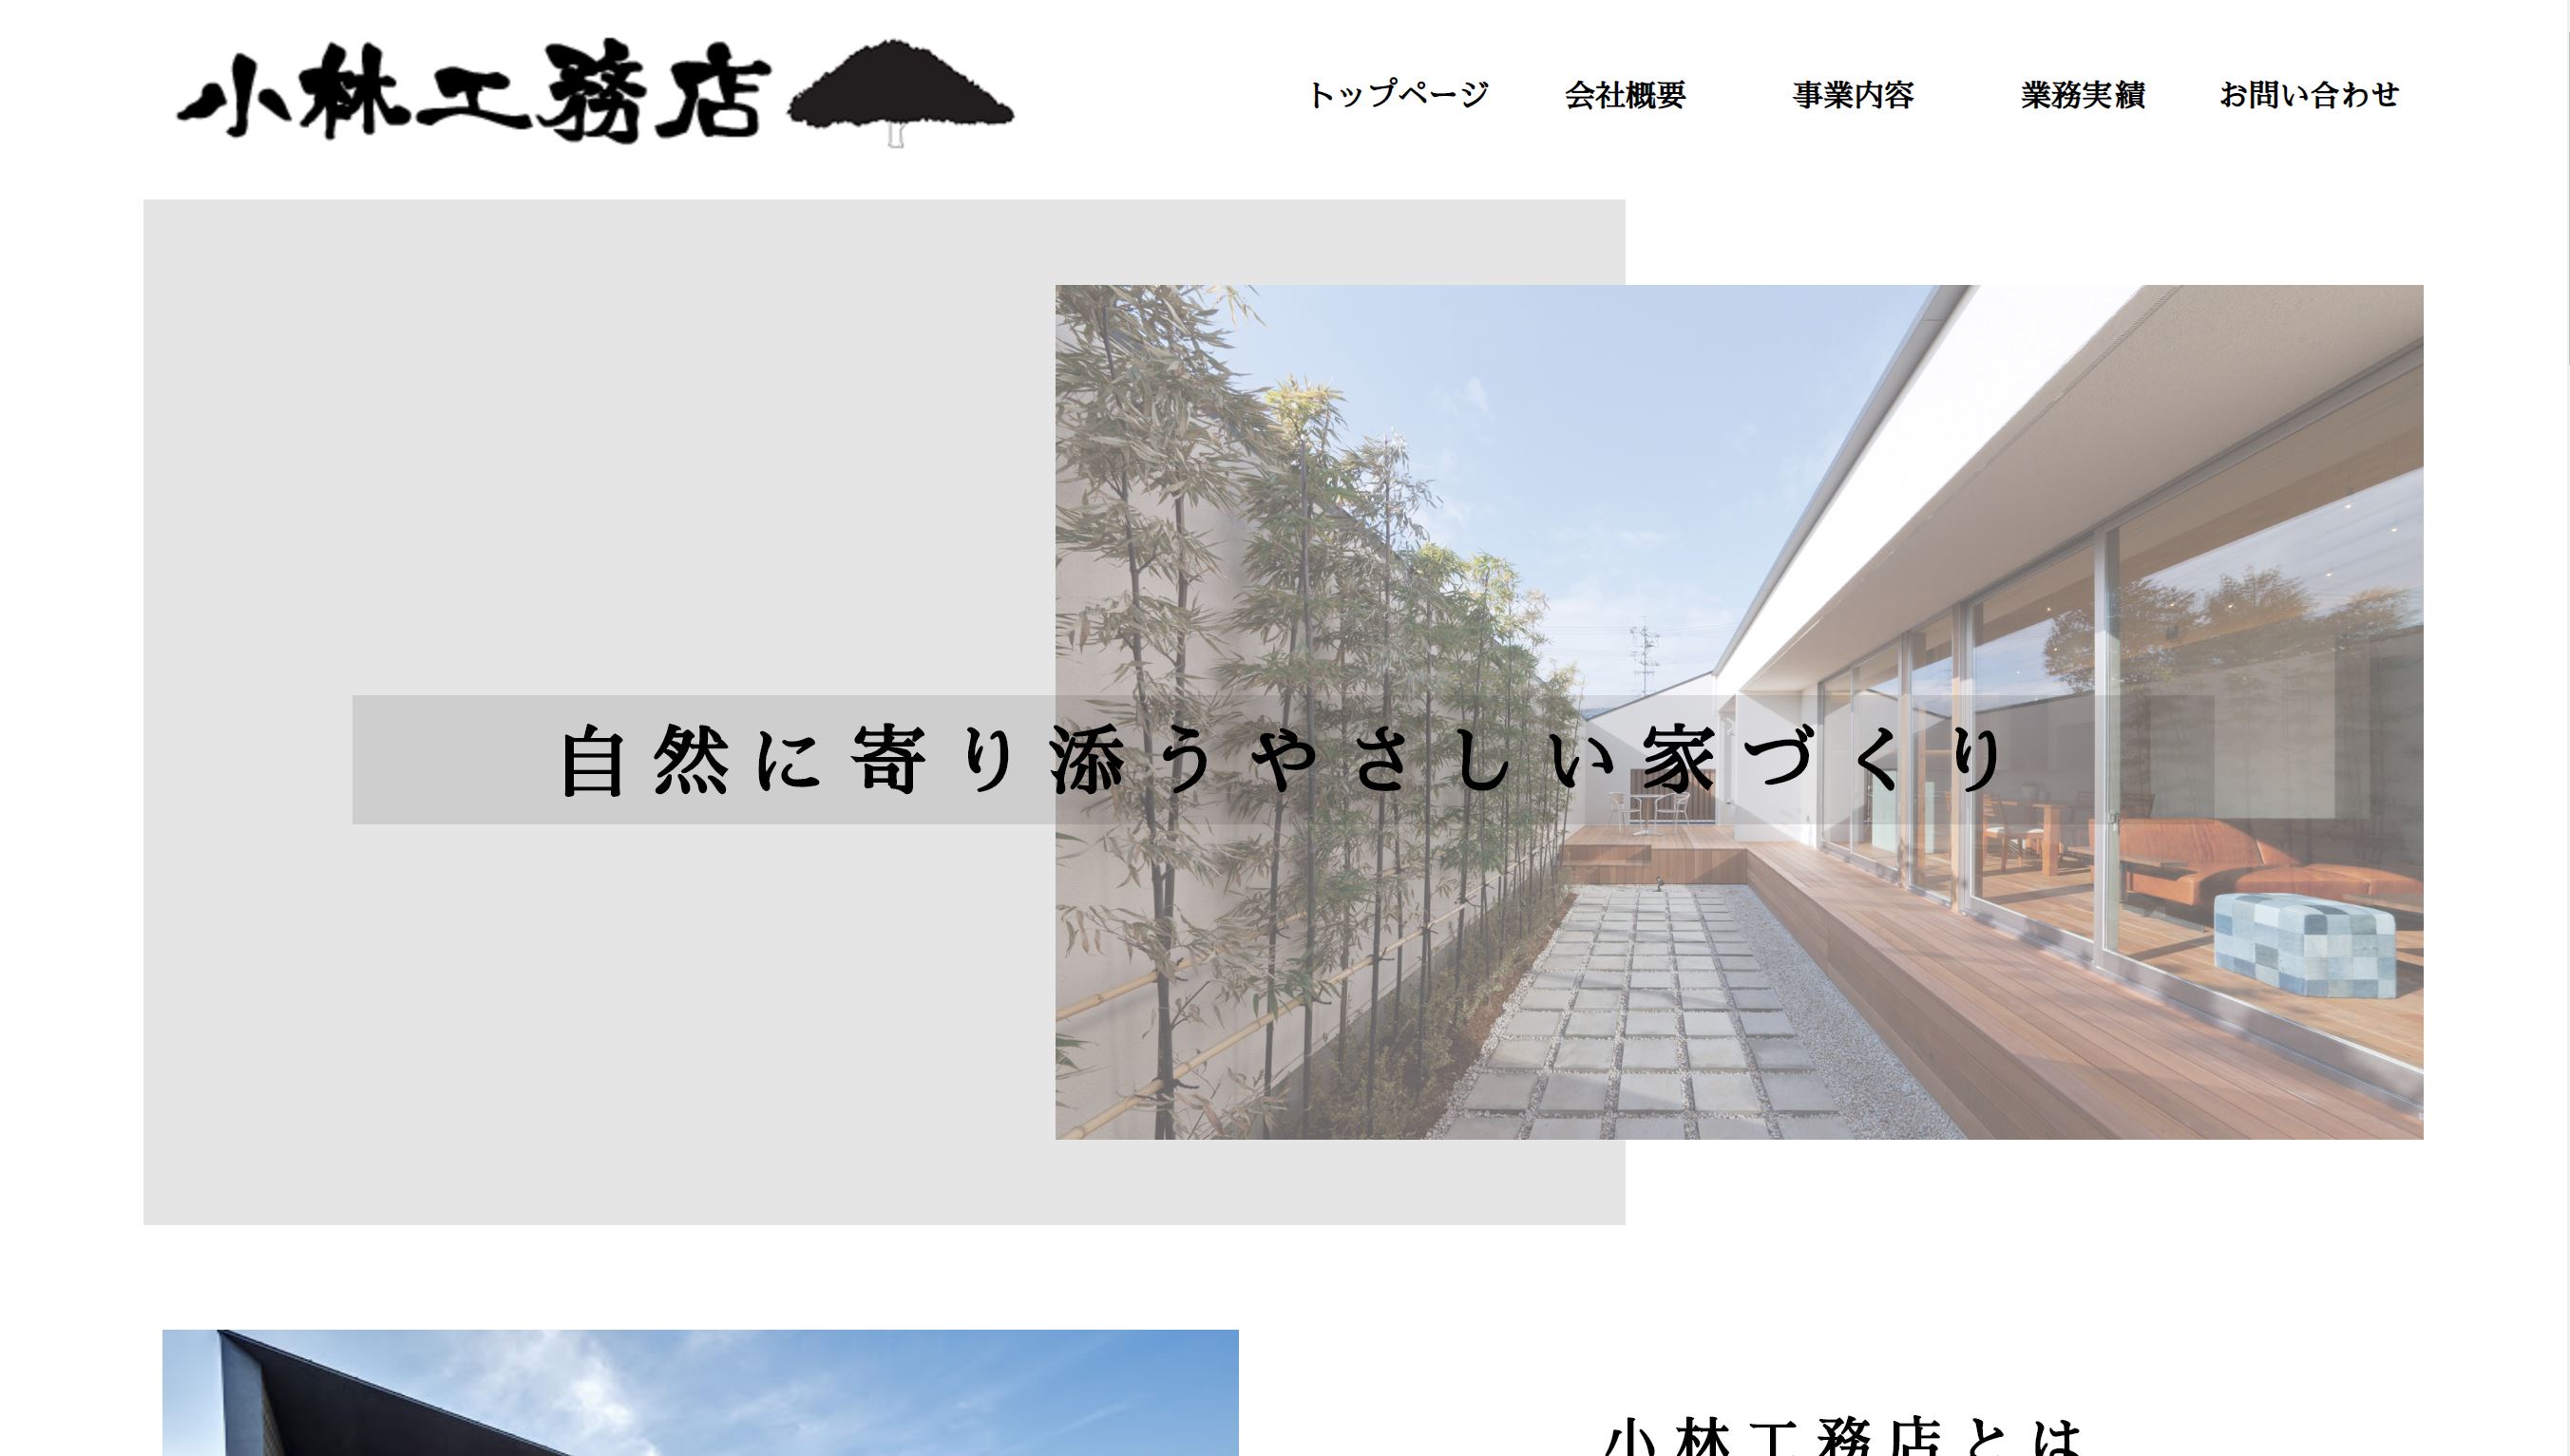 小林工務店
トップページ
会社概要
事業内容
業務実績
お問い合わせ
自然に寄り添うやさしい家づくり
小林工務店とは